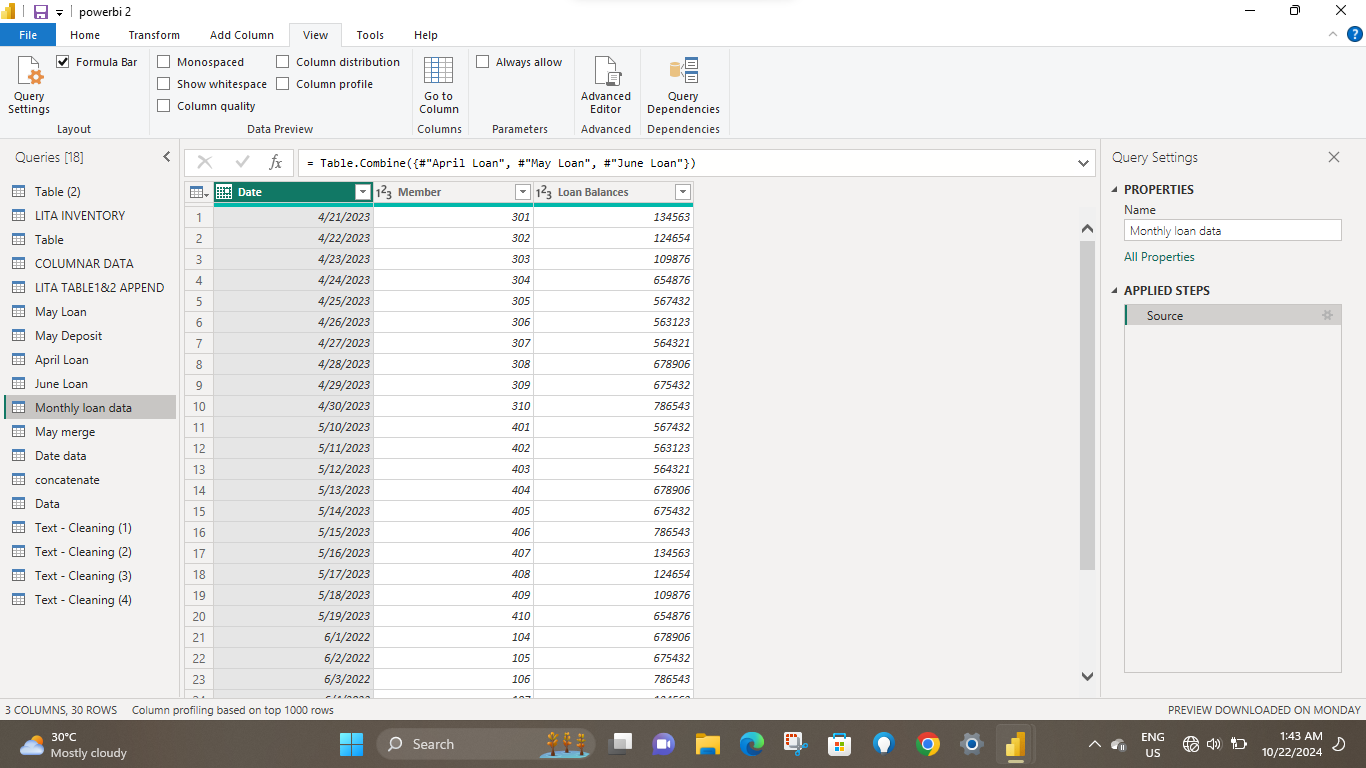 powerbi 2
File Home Transform Add Column View Tools Help
Query Settings
Formula Bar
Layout
Monospaced
Show whitespace
Column quality
Column distribution
Column profile
Data Preview
Go to Column
Columns
Always allow
Parameters
Advanced Editor
Advanced
Query Dependencies
Dependencies
Queries [18]
Table (2)
LITA INVENTORY
Table
COLUMNAR DATA
LITA TABLE1&2 APPEND
May Loan
May Deposit
April Loan
June Loan
Monthly loan data
May merge
Date data
concatenate
Data
Text - Cleaning (1)
Text - Cleaning (2)
Text - Cleaning (3)
Text - Cleaning (4)
fx = Table.Combine({#"April Loan", #"May Loan", #"June Loan"})
Date 123 Member 123 Loan Balances
1 4/21/2023 301 134563
2 4/22/2023 302 124654
3 4/23/2023 303 109876
4 4/24/2023 304 654876
5 4/25/2023 305 567432
6 4/26/2023 306 563123
7 4/27/2023 307 564321
8 4/28/2023 308 678906
9 4/29/2023 309 675432
10 4/30/2023 310 786543
11 5/10/2023 401 567432
12 5/11/2023 402 563123
13 5/12/2023 403 564321
14 5/13/2023 404 678906
15 5/14/2023 405 675432
16 5/15/2023 406 786543
17 5/16/2023 407 134563
18 5/17/2023 408 124654
19 5/18/2023 409 109876
20 5/19/2023 410 654876
21 6/1/2022 104 678906
22 6/2/2022 105 675432
23 6/3/2022 106 786543
Query Settings
PROPERTIES
Name
Monthly loan data
All Properties
APPLIED STEPS
Source
3 COLUMNS, 30 ROWS Column profiling based on top 1000 rows
PREVIEW DOWNLOADED ON MONDAY
30°C
Mostly cloudy
Search
ENG
US
1:43 AM
10/22/2024